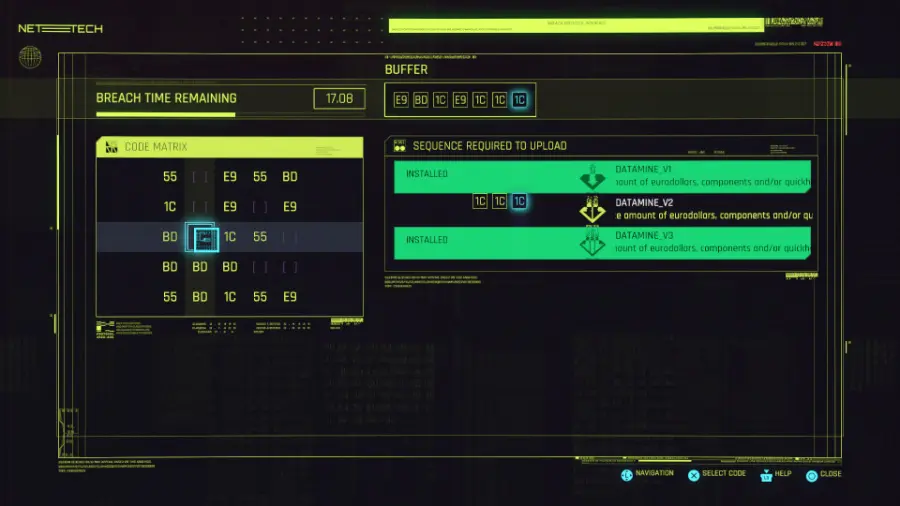 NET TECH
BUFFER
BREACH TIME REMAINING
17.08
E9 BD 1C E9 1C 1C 1C
CODE MATRIX
SEQUENCE REQUIRED TO UPLOAD
55 [ ] E9 55 BD
1C [ ] E9 [ ] E9
BD 1C 1C 55 [ ]
BD BD BD [ ] [ ]
55 BD 1C 55 E9
INSTALLED
DATAMINE_V1
ount of eurodollars, components and/or quickh
1C 1C 1C
DATAMINE_V2
e amount of eurodollars, components and/or qu
INSTALLED
DATAMINE_V3
ount of eurodollars, components and/or quickh
NAVIGATION
SELECT CODE
HELP
CLOSE